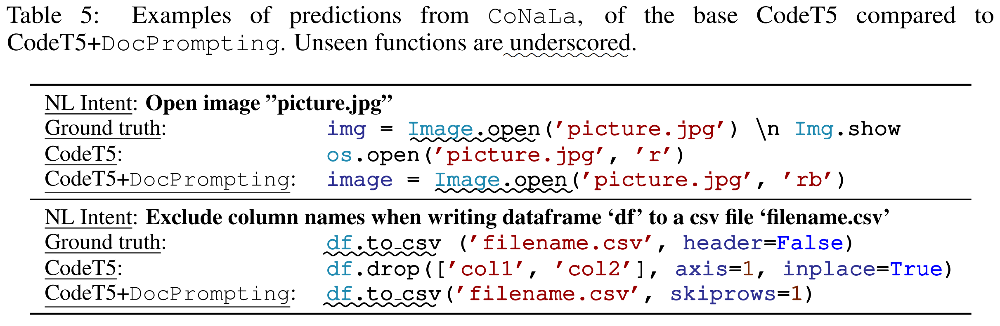 Table 5: Examples of predictions from CoNaLa, of the base CodeT5 compared to
CodeT5+DocPrompting. Unseen functions are underscored.
NL Intent: Open image ”picture.jpg”
Ground truth: img = Image.open(’picture.jpg’) \n Img.show
CodeT5: os.open(’picture.jpg’, ’r’)
CodeT5+DocPrompting: image = Image.open(’picture.jpg’, ’rb’)
NL Intent: Exclude column names when writing dataframe ‘df’ to a csv file ‘filename.csv’
Ground truth: df.to_csv (’filename.csv’, header=False)
CodeT5: df.drop([’col1’, ’col2’], axis=1, inplace=True)
CodeT5+DocPrompting: df.to_csv(’filename.csv’, skiprows=1)